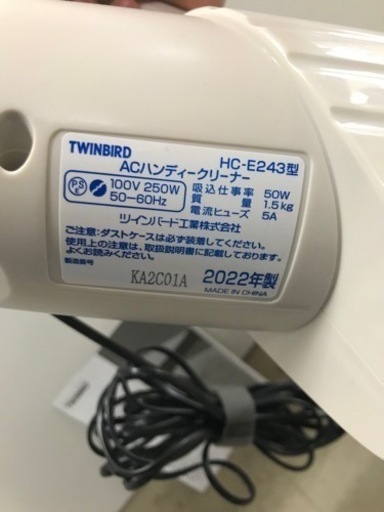 TWINBIRD HC-E243型
ACハンディークリーナー
PSE 100V 250W 50−60Hz
吸込仕事率 50W
質量 1.5kg
電流ヒューズ 5A
ツインバード工業株式会社
ご注意:ダストケースは必ず装着してください。
使用上の注意は、取扱説明書に記載しております。
よくお読みください。
製造番号
KA2C01A 2022年製
MADE IN CHINA